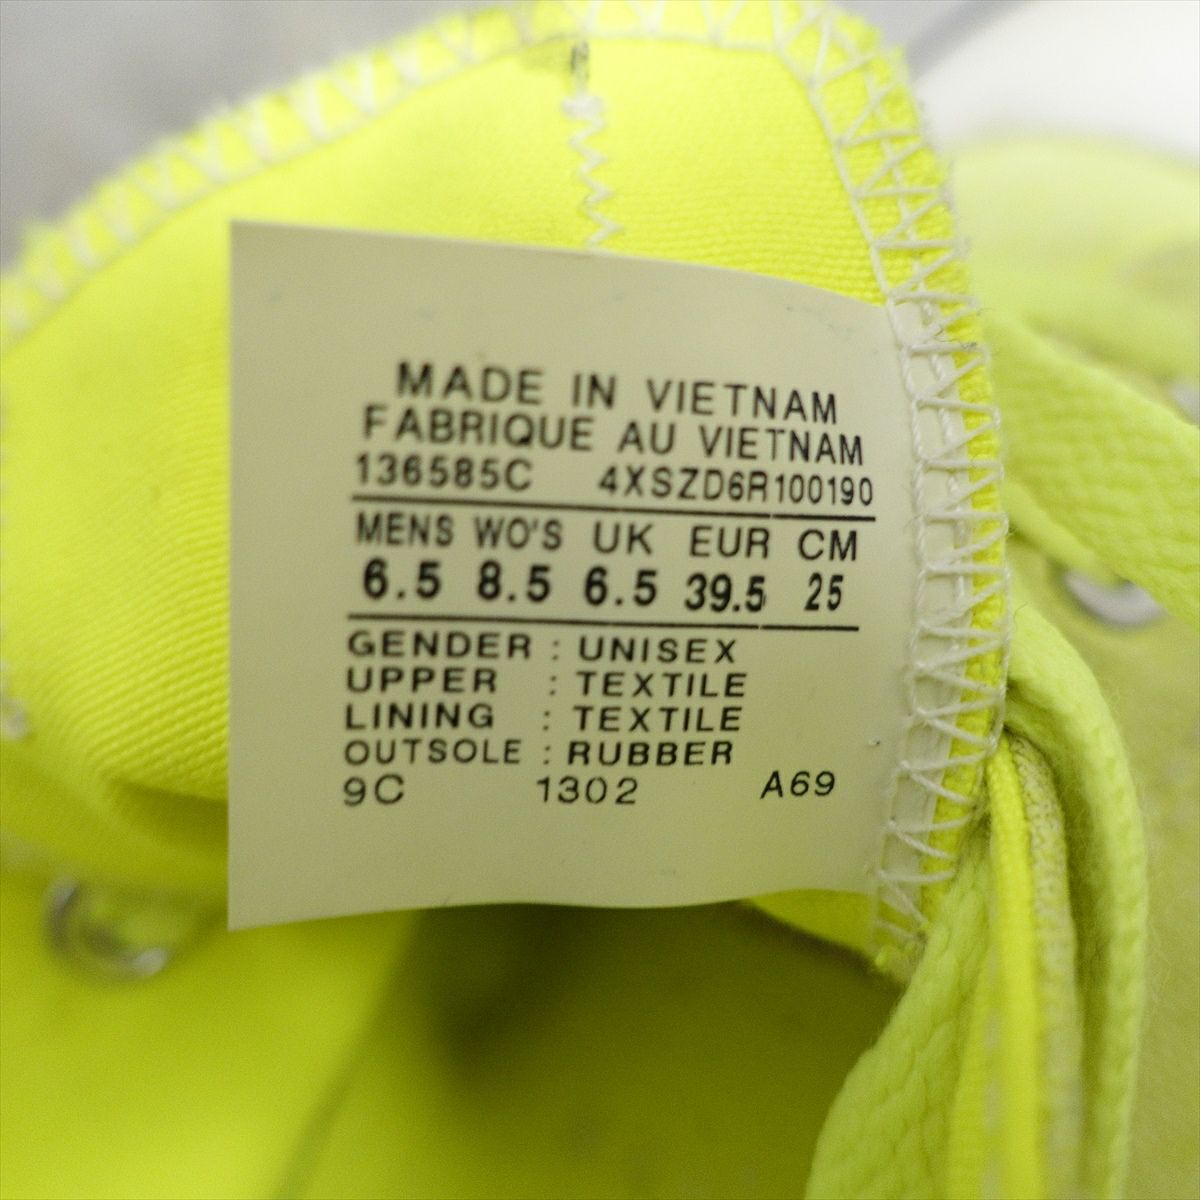 MADE IN VIETNAM
FABRIQUE AU VIETNAM
136585C 4XSZD6R100190
MENS WO'S UK EUR CM
6.5 8.5 6.5 39.5 25
GENDER : UNISEX
UPPER : TEXTILE
LINING : TEXTILE
OUTSOLE : RUBBER
9C 1302 A69